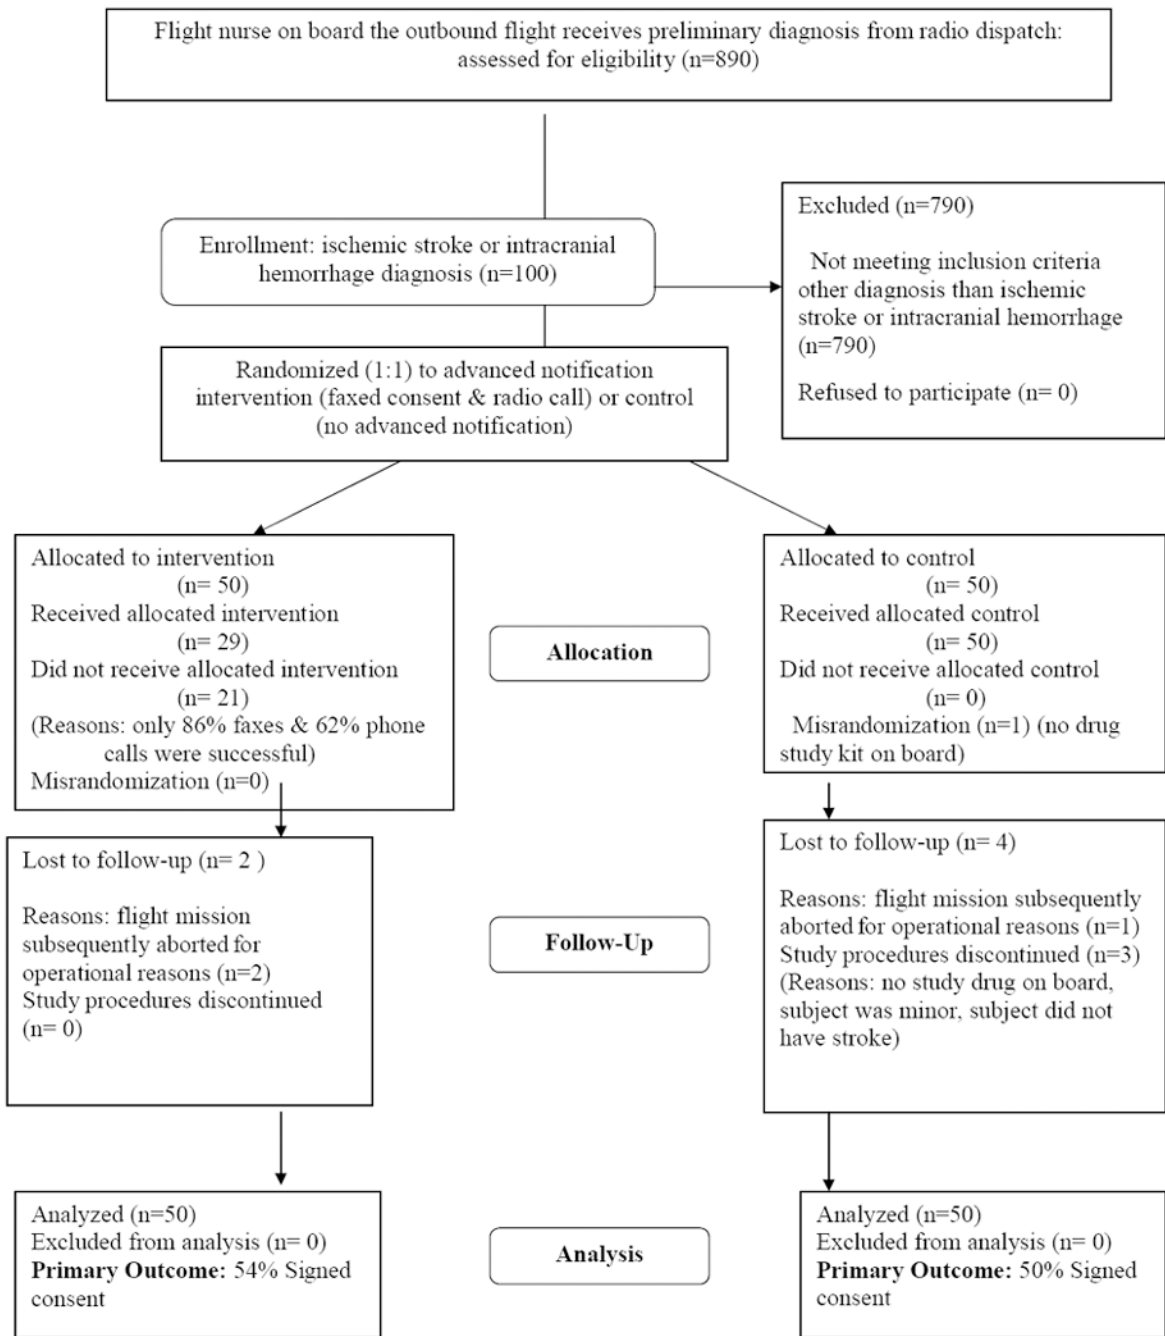 Flight nurse on board the outbound flight receives preliminary diagnosis from radio dispatch:
assessed for eligibility (n=890)
Enrollment: ischemic stroke or intracranial
hemorrhage diagnosis (n=100)
Excluded (n=790)
Not meeting inclusion criteria
other diagnosis than ischemic
stroke or intracranial hemorrhage
(n=790)
Refused to participate (n= 0)
Randomized (1:1) to advanced notification
intervention (faxed consent & radio call) or control
(no advanced notification)
Allocated to intervention
(n= 50)
Received allocated intervention
(n= 29)
Did not receive allocated intervention
(n= 21)
(Reasons: only 86% faxes & 62% phone
calls were successful)
Misrandomization (n=0)
Allocation
Allocated to control
(n= 50)
Received allocated control
(n= 50)
Did not receive allocated control
(n= 0)
Misrandomization (n=1) (no drug
study kit on board)
Lost to follow-up (n= 2 )
Reasons: flight mission
subsequently aborted for
operational reasons (n=2)
Study procedures discontinued
(n= 0)
Follow-Up
Lost to follow-up (n= 4)
Reasons: flight mission subsequently
aborted for operational reasons (n=1)
Study procedures discontinued (n=3)
(Reasons: no study drug on board,
subject was minor, subject did not
have stroke)
Analyzed (n=50)
Excluded from analysis (n= 0)
Primary Outcome: 54% Signed
consent
Analysis
Analyzed (n=50)
Excluded from analysis (n= 0)
Primary Outcome: 50% Signed
consent